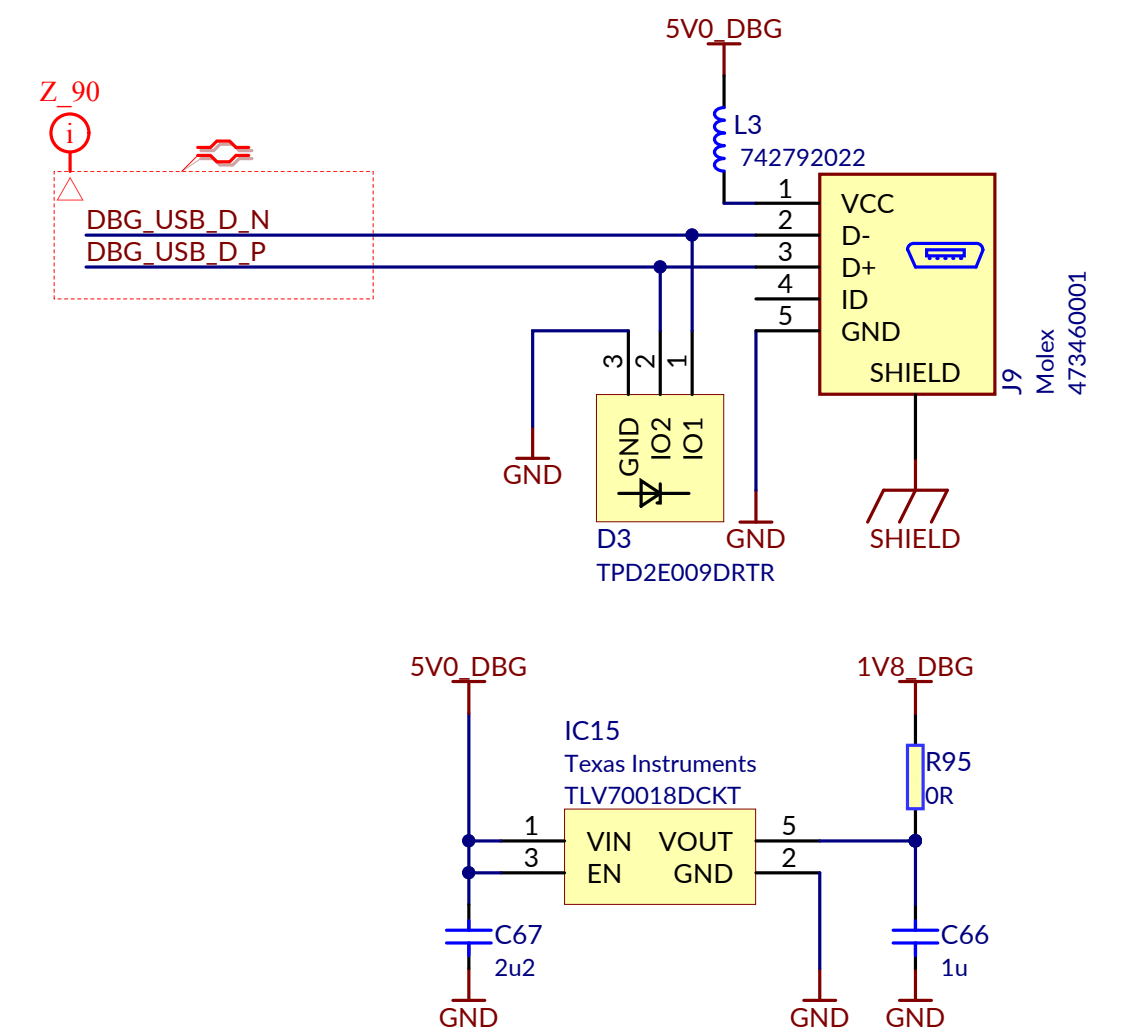 5V0_DBG
Z_90
i
L3
742792022
1
VCC
DBG_USB_D_N
2
D-
DBG_USB_D_P
3
D+
4
ID
5
GND
SHIELD
J9
Molex
473460001
3
2
1
GND
IO2
IO1
GND
D3
TPD2E009DRTR
GND
SHIELD
5V0_DBG
1V8_DBG
IC15
Texas Instruments
TLV70018DCKT
R95
0R
1
VIN
VOUT
5
3
EN
GND
2
C67
2u2
C66
1u
GND
GND
GND